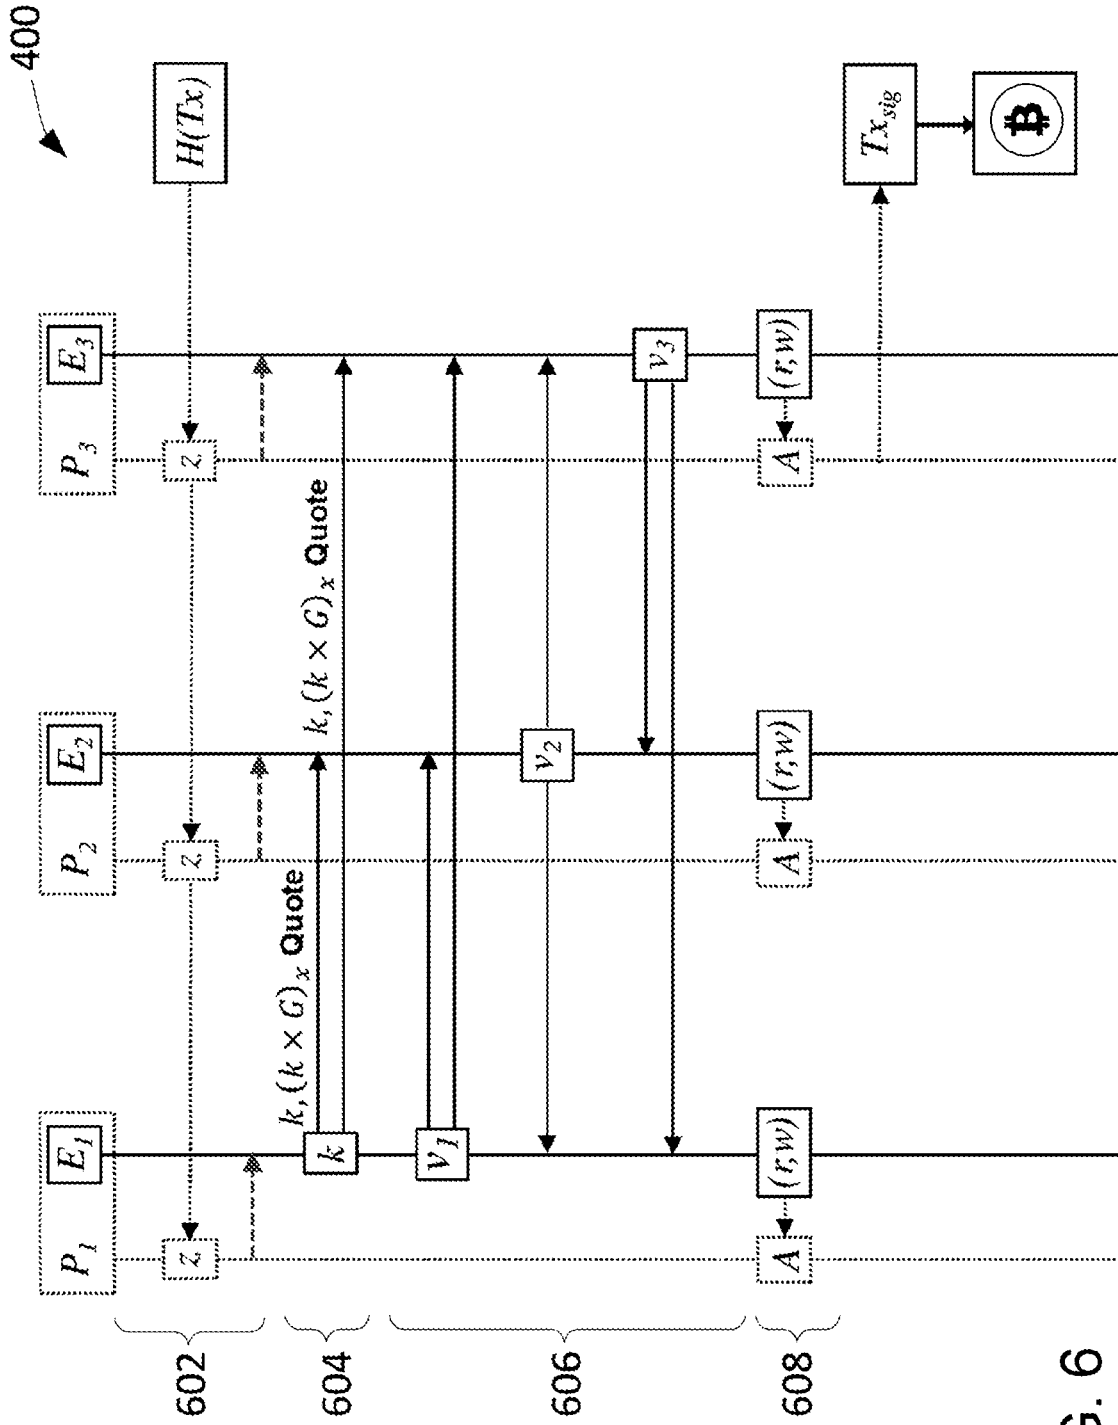 400
P1 E1 P2 E2 P3 E3
602 z z z H(Tx)
k,(k × G)x Quote k,(k × G)x Quote
604 k
v1
606 v2
v3
608 A (r,w) A (r,w) A (r,w)
Txsig
₿
G. 6